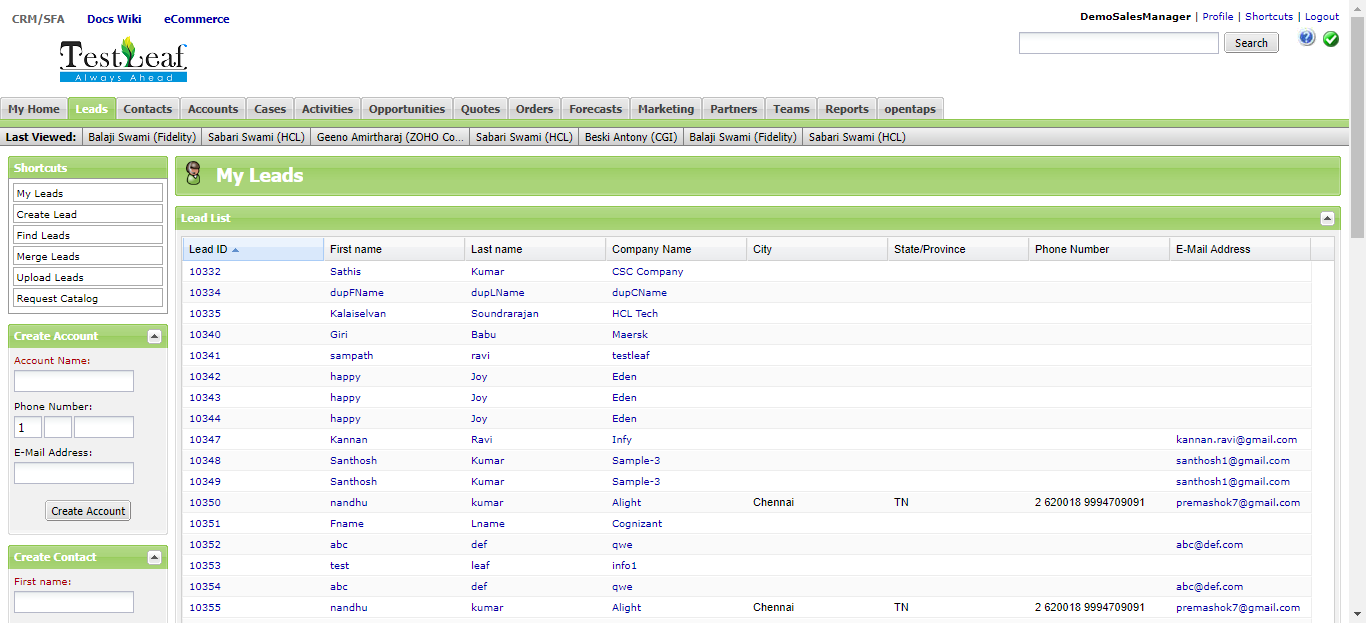 CRM/SFA Docs Wiki eCommerce
DemoSalesManager | Profile | Shortcuts | Logout
TestLeaf
Always Ahead
Search
My Home Leads Contacts Accounts Cases Activities Opportunities Quotes Orders Forecasts Marketing Partners Teams Reports opentaps
Last Viewed: Balaji Swami (Fidelity) Sabari Swami (HCL) Geeno Amirtharaj (ZOHO Co... Sabari Swami (HCL) Beski Antony (CGI) Balaji Swami (Fidelity) Sabari Swami (HCL)
Shortcuts
My Leads
Create Lead
Find Leads
Merge Leads
Upload Leads
Request Catalog
Create Account
Account Name:
Phone Number:
1
E-Mail Address:
Create Account
Create Contact
First name:
My Leads
Lead List
Lead ID First name Last name Company Name City State/Province Phone Number E-Mail Address
10332 Sathis Kumar CSC Company
10334 dupFName dupLName dupCName
10335 Kalaiselvan Soundrarajan HCL Tech
10340 Giri Babu Maersk
10341 sampath ravi testleaf
10342 happy Joy Eden
10343 happy Joy Eden
10344 happy Joy Eden
10347 Kannan Ravi Infy kannan.ravi@gmail.com
10348 Santhosh Kumar Sample-3 santhosh1@gmail.com
10349 Santhosh Kumar Sample-3 santhosh1@gmail.com
10350 nandhu kumar Alight Chennai TN 2 620018 9994709091 premashok7@gmail.com
10351 Fname Lname Cognizant
10352 abc def qwe abc@def.com
10353 test leaf info1
10354 abc def qwe abc@def.com
10355 nandhu kumar Alight Chennai TN 2 620018 9994709091 premashok7@gmail.com